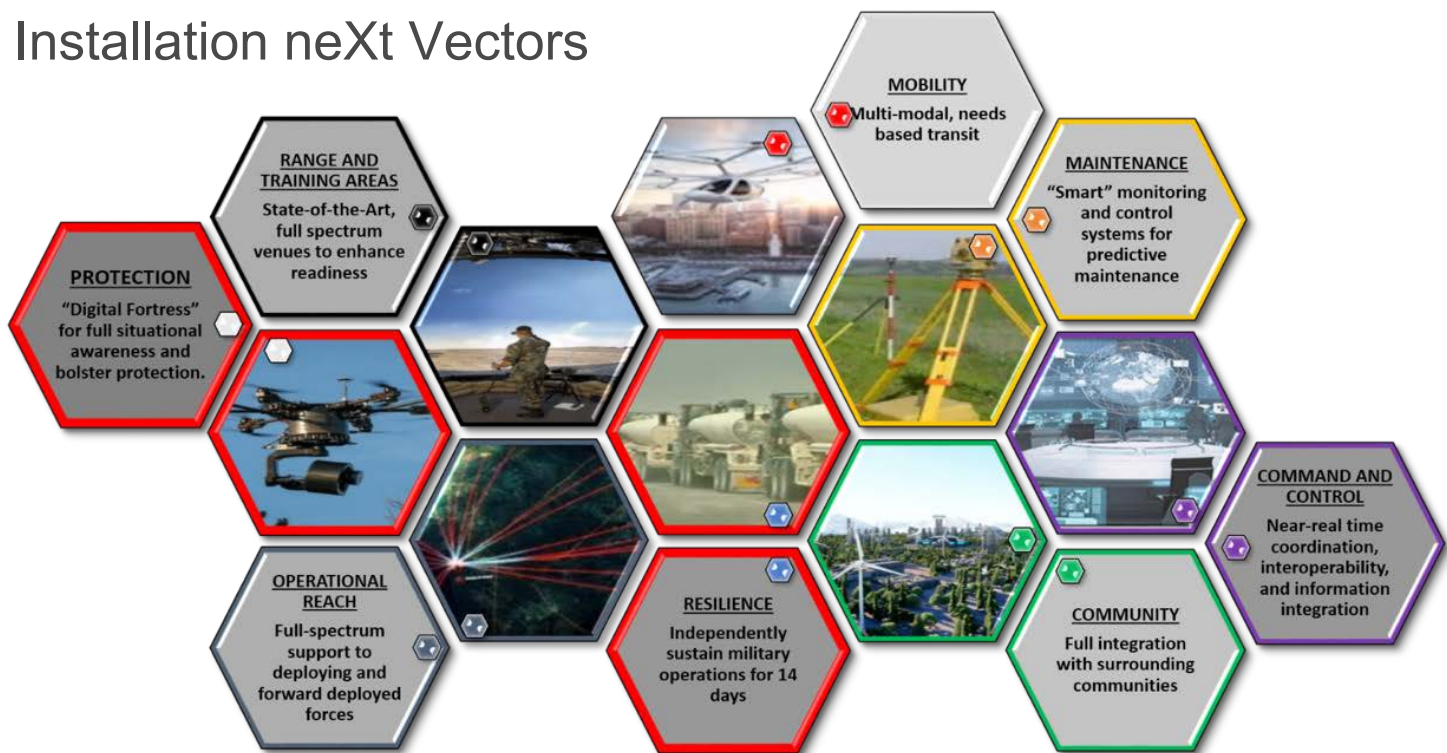 Installation neXt Vectors
MOBILITY
Multi-modal, needs
based transit
RANGE AND
TRAINING AREAS
State-of-the-Art,
full spectrum
venues to enhance
readiness
MAINTENANCE
“Smart” monitoring
and control
systems for
predictive
maintenance
PROTECTION
“Digital Fortress”
for full situational
awareness and
bolster protection.
COMMAND AND
CONTROL
Near-real time
coordination,
interoperability,
and information
integration
OPERATIONAL
REACH
Full-spectrum
support to
deploying and
forward deployed
forces
RESILIENCE
Independently
sustain military
operations for 14
days
COMMUNITY
Full integration
with surrounding
communities